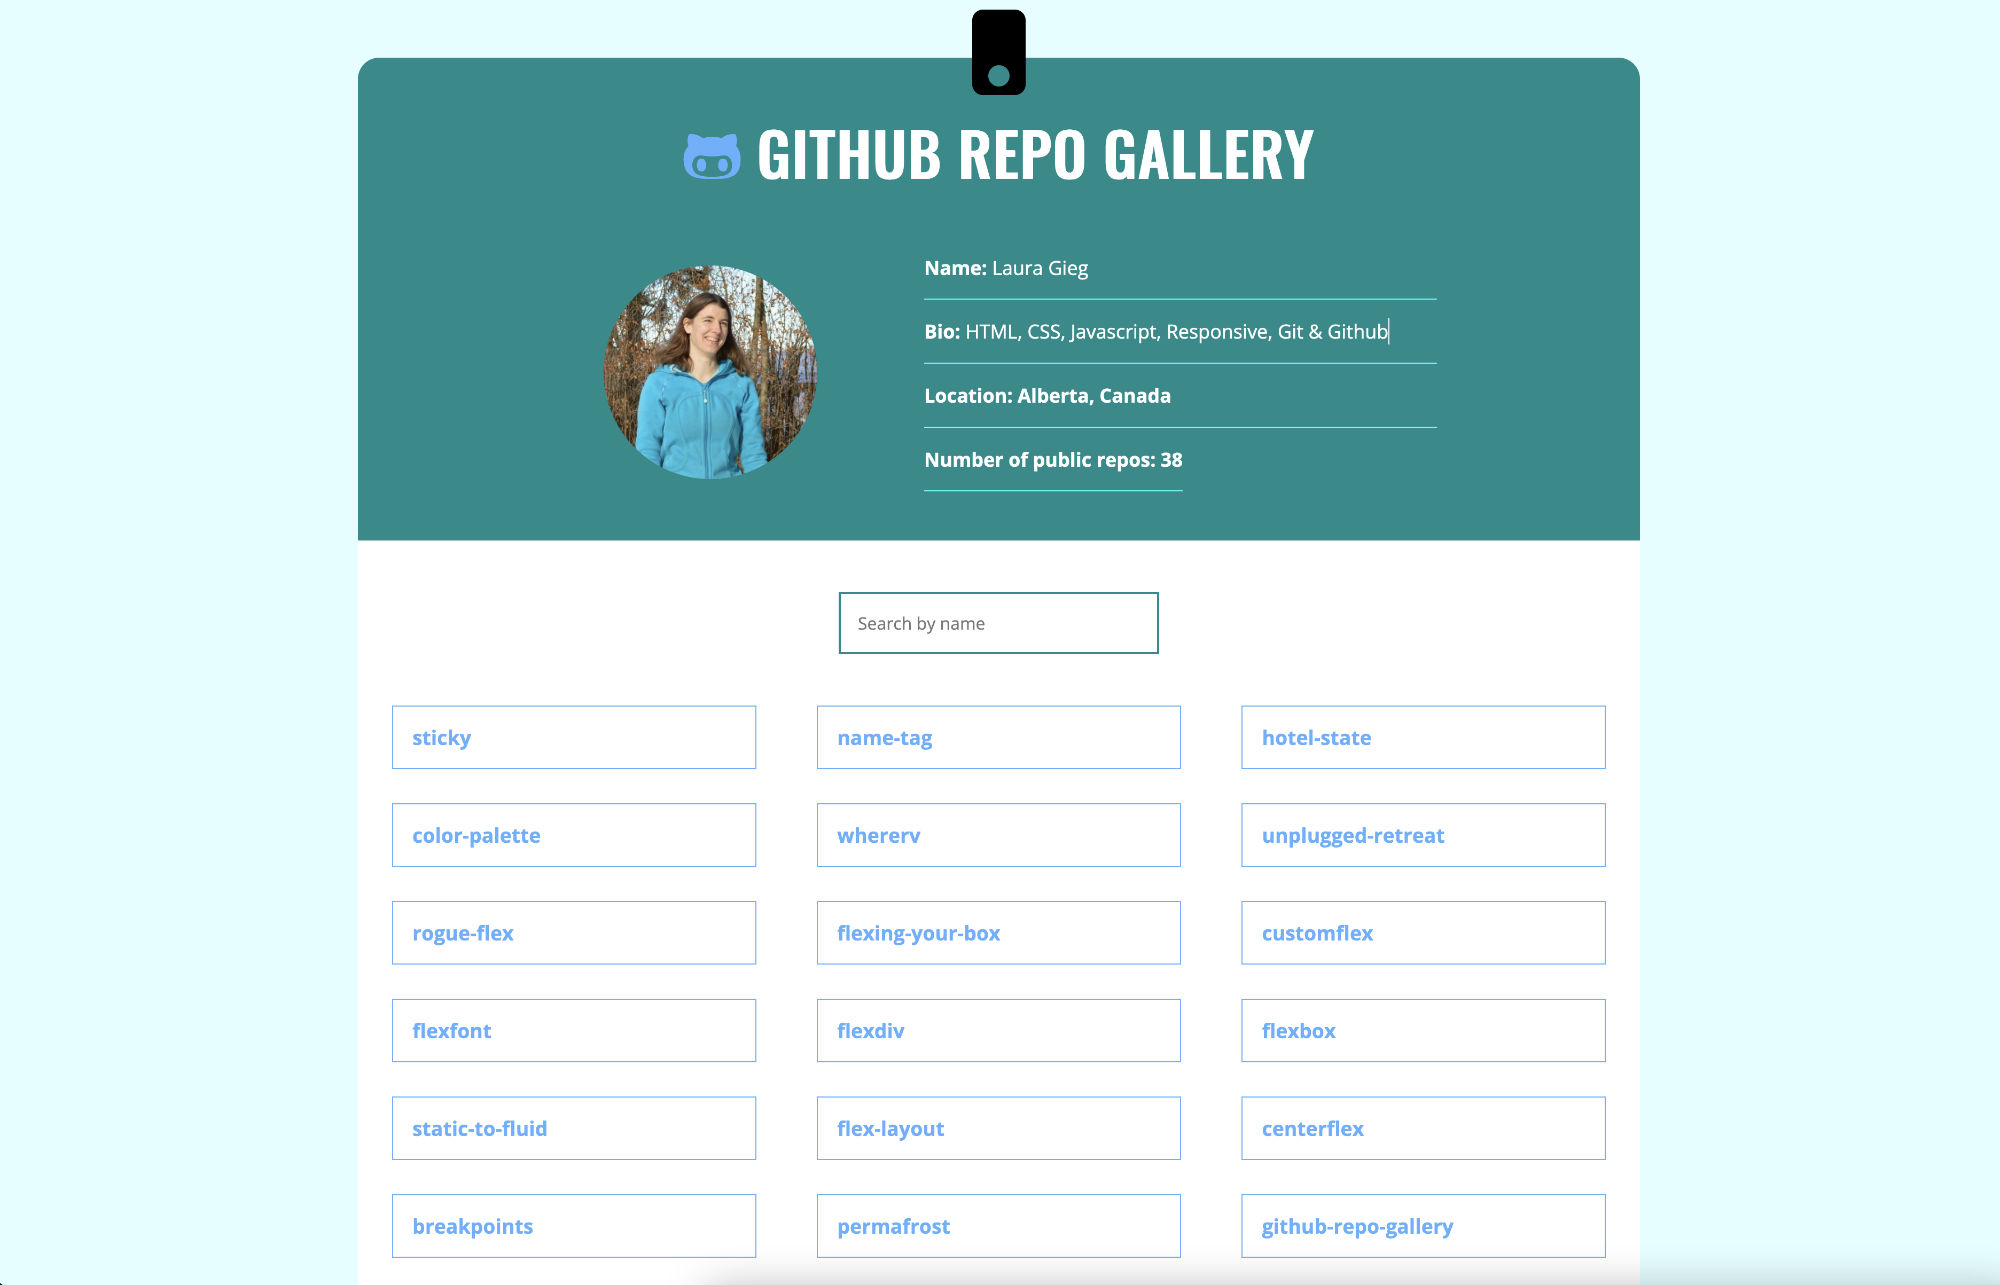 GITHUB REPO GALLERY
Name: Laura Gieg
Bio: HTML, CSS, Javascript, Responsive, Git & Github
Location: Alberta, Canada
Number of public repos: 38
Search by name
sticky
name-tag
hotel-state
color-palette
whererv
unplugged-retreat
rogue-flex
flexing-your-box
customflex
flexfont
flexdiv
flexbox
static-to-fluid
flex-layout
centerflex
breakpoints
permafrost
github-repo-gallery